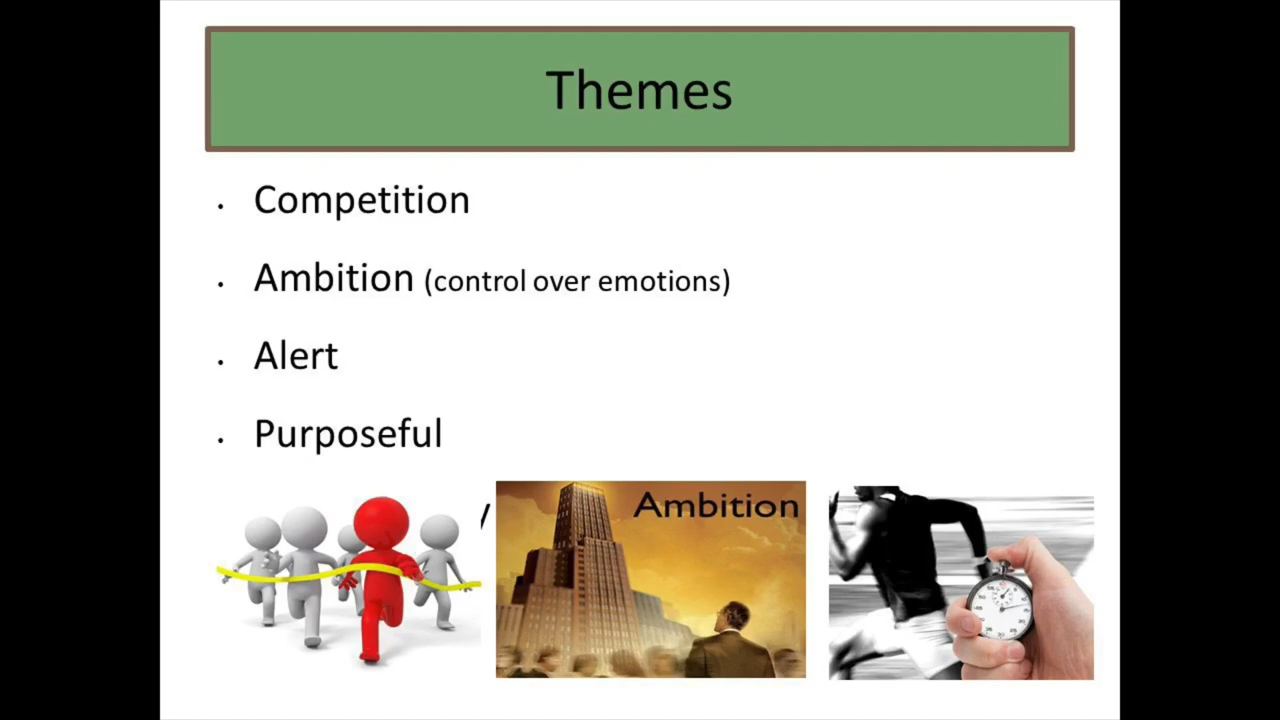 Themes
• Competition
• Ambition (control over emotions)
• Alert
• Purposeful
Ambition